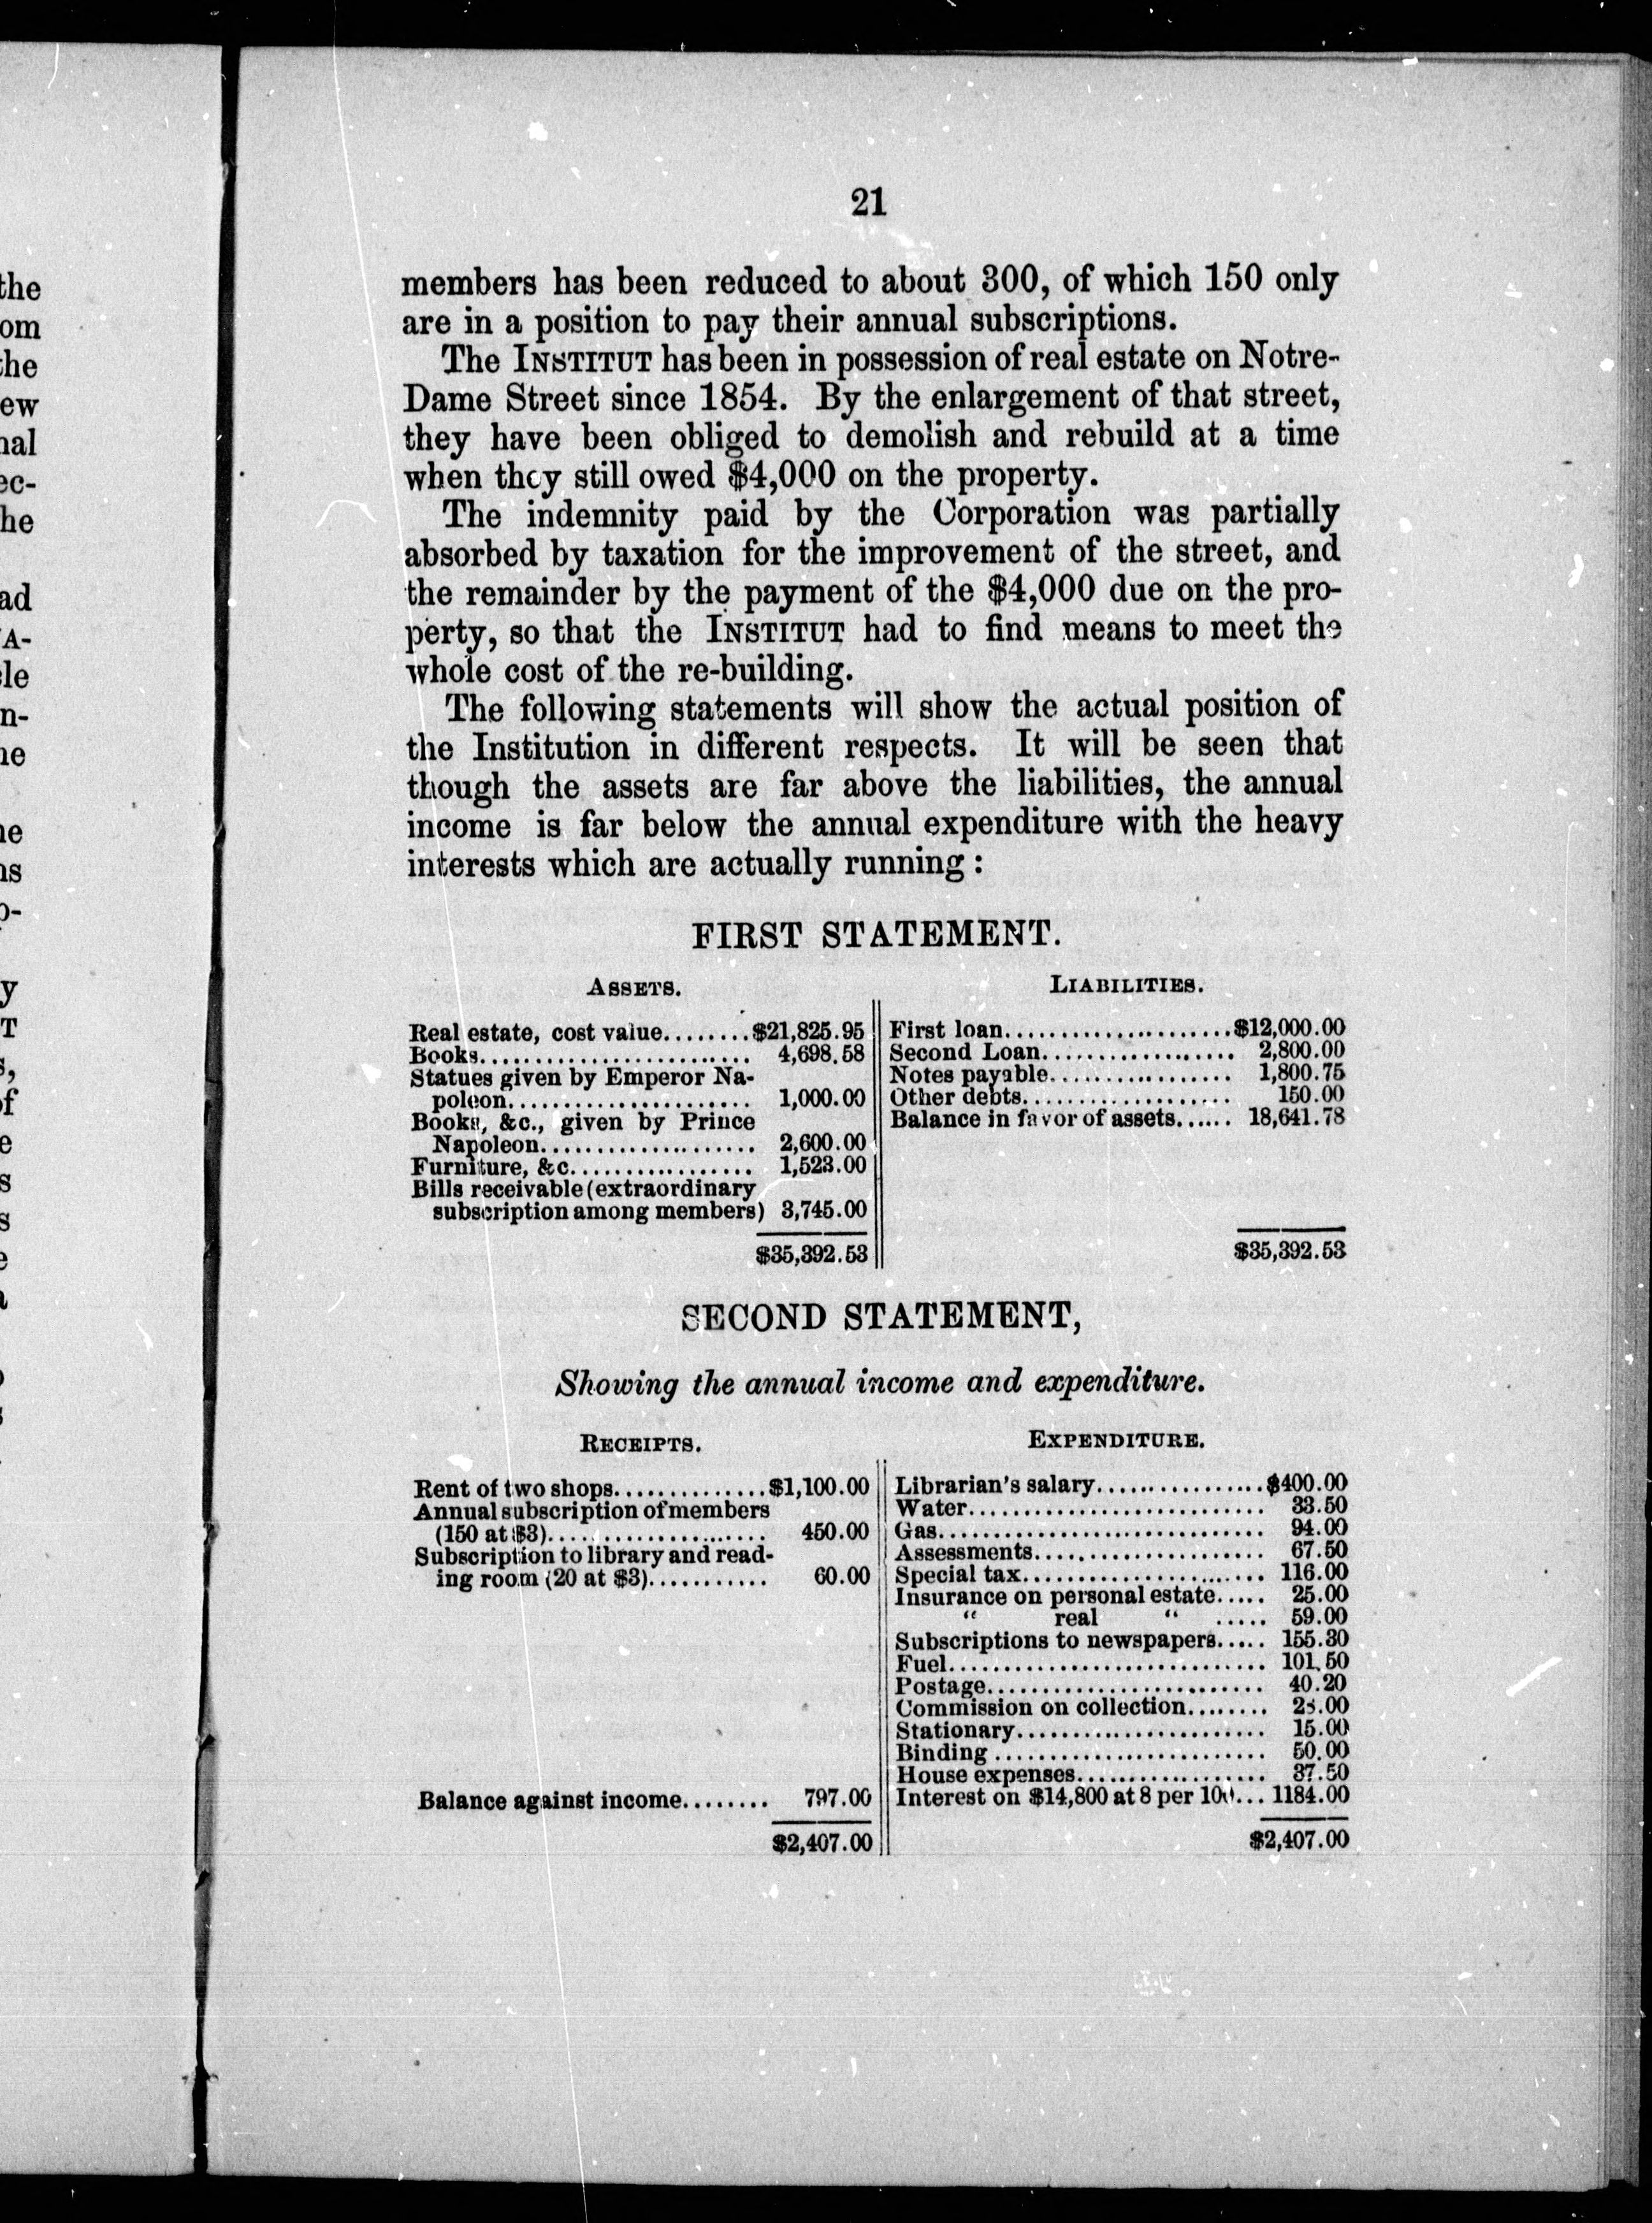 21
members has been reduced to about 300, of which 150 only
are in a position to pay their annual subscriptions.
The INSTITUT has been in possession of real estate on Notre-
Dame Street since 1854. By the enlargement of that street,
they have been obliged to demolish and rebuild at a time
when they still owed $4,000 on the property.
The indemnity paid by the Corporation was partially
absorbed by taxation for the improvement of the street, and
the remainder by the payment of the $4,000 due on the pro-
perty, so that the INSTITUT had to find means to meet the
whole cost of the re-building.
The following statements will show the actual position of
the Institution in different respects. It will be seen that
though the assets are far above the liabilities, the annual
income is far below the annual expenditure with the heavy
interests which are actually running :
FIRST STATEMENT.
ASSETS.
Real estate, cost value........$21,825.95
Books......................... 4,698.58
Statues given by Emperor Na-
poleon...................... 1,000.00
Books, &c., given by Prince
Napoleon.................... 2,600.00
Furniture, &c................. 1,523.00
Bills receivable (extraordinary
subscription among members) 3,745.00
$35,392.53
LIABILITIES.
First loan.....................$12,000.00
Second Loan.................. 2,800.00
Notes payable................. 1,800.75
Other debts................... 150.00
Balance in favor of assets...... 18,641.78
$35,392.53
SECOND STATEMENT,
Showing the annual income and expenditure.
RECEIPTS.
Rent of two shops..............$1,100.00
Annual subscription of members
(150 at $3).................... 450.00
Subscription to library and read-
ing room (20 at $3)........... 60.00
Balance against income........ 797.00
$2,407.00
EXPENDITURE.
Librarian's salary................$400.00
Water........................... 33.50
Gas.............................. 94.00
Assessments..................... 67.50
Special tax...................... 116.00
Insurance on personal estate..... 25.00
“ real “ ..... 59.00
Subscriptions to newspapers..... 155.30
Fuel............................. 101.50
Postage......................... 40.20
Commission on collection........ 28.00
Stationary....................... 15.00
Binding ......................... 50.00
House expenses.................. 37.50
Interest on $14,800 at 8 per 100... 1184.00
$2,407.00